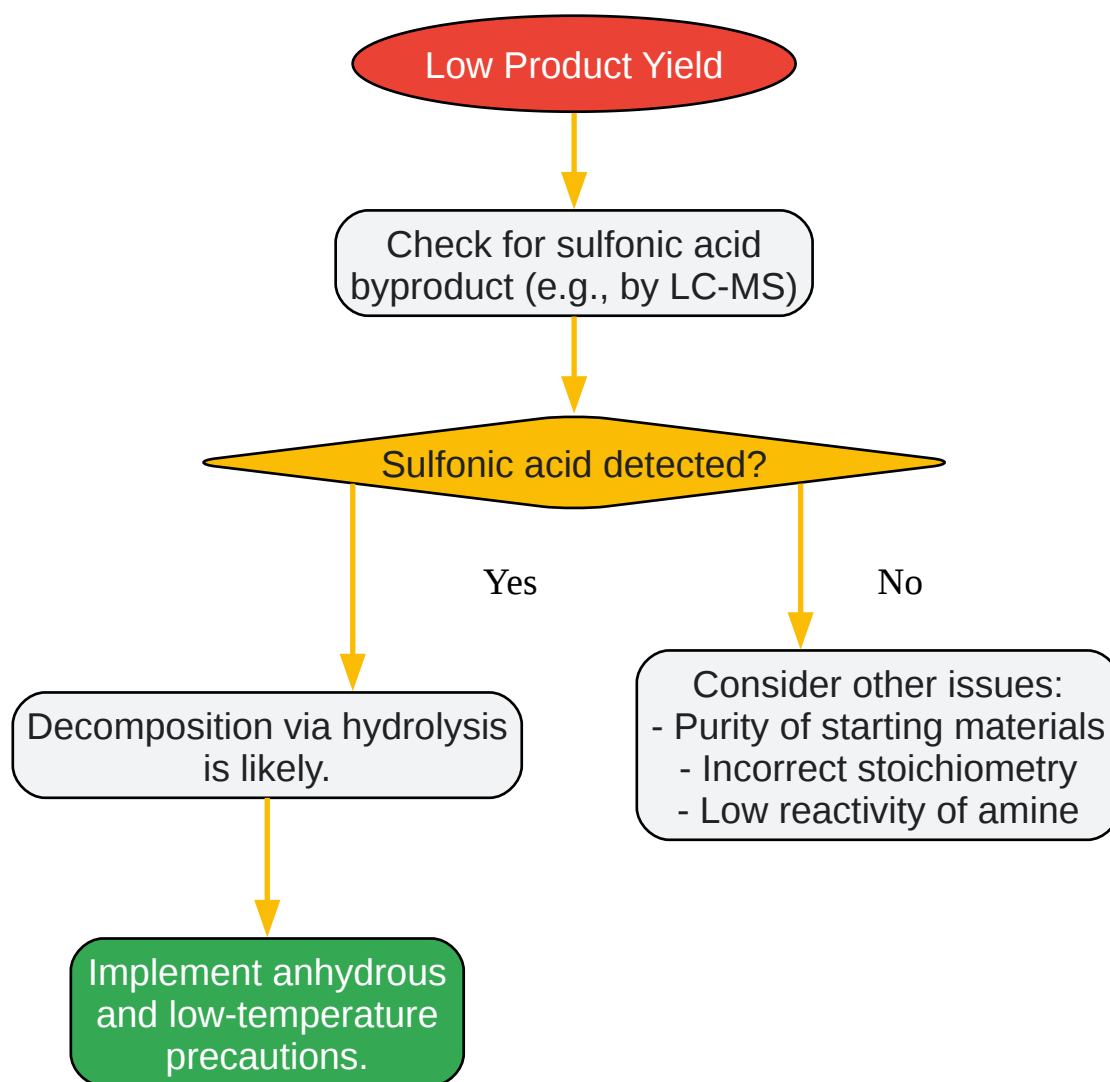 Low Product Yield
Check for sulfonic acid
byproduct (e.g., by LC-MS)
Sulfonic acid detected?
Yes
No
Decomposition via hydrolysis
is likely.
Consider other issues:
- Purity of starting materials
- Incorrect stoichiometry
- Low reactivity of amine
Implement anhydrous
and low-temperature
precautions.